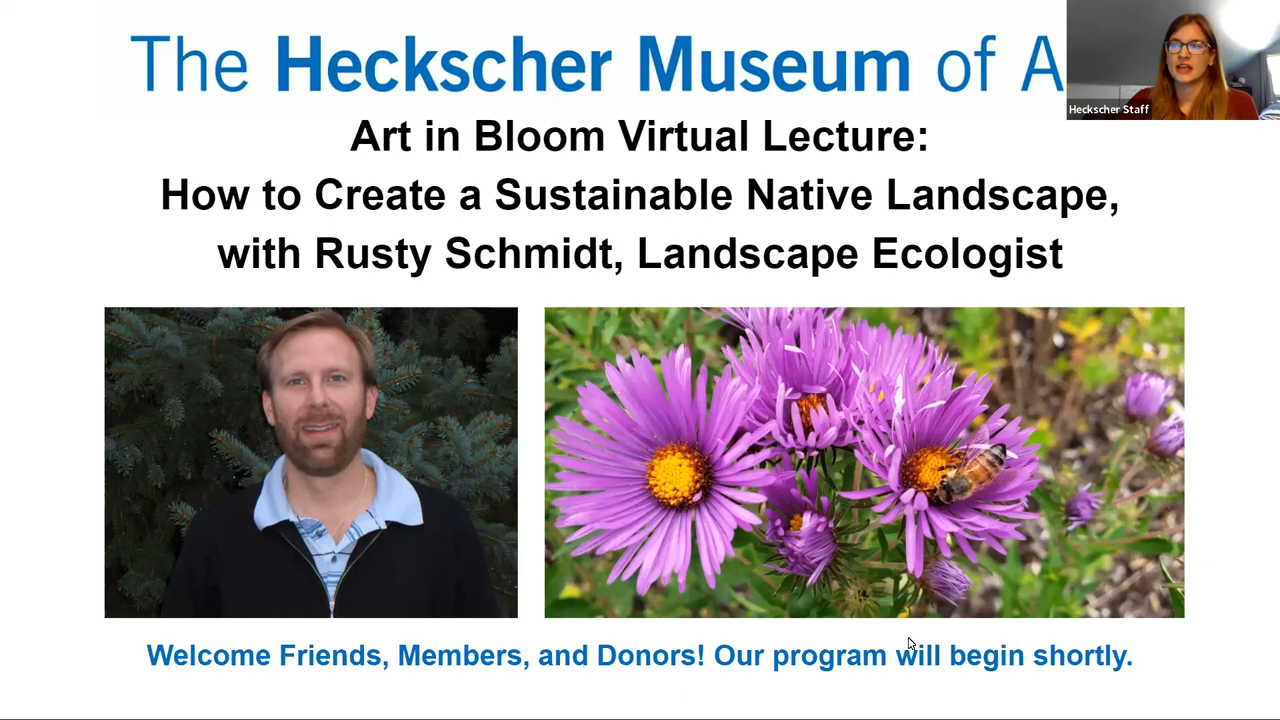 The Heckscher Museum of A
Heckscher Staff
Art in Bloom Virtual Lecture:
How to Create a Sustainable Native Landscape,
with Rusty Schmidt, Landscape Ecologist
Welcome Friends, Members, and Donors! Our program will begin shortly.